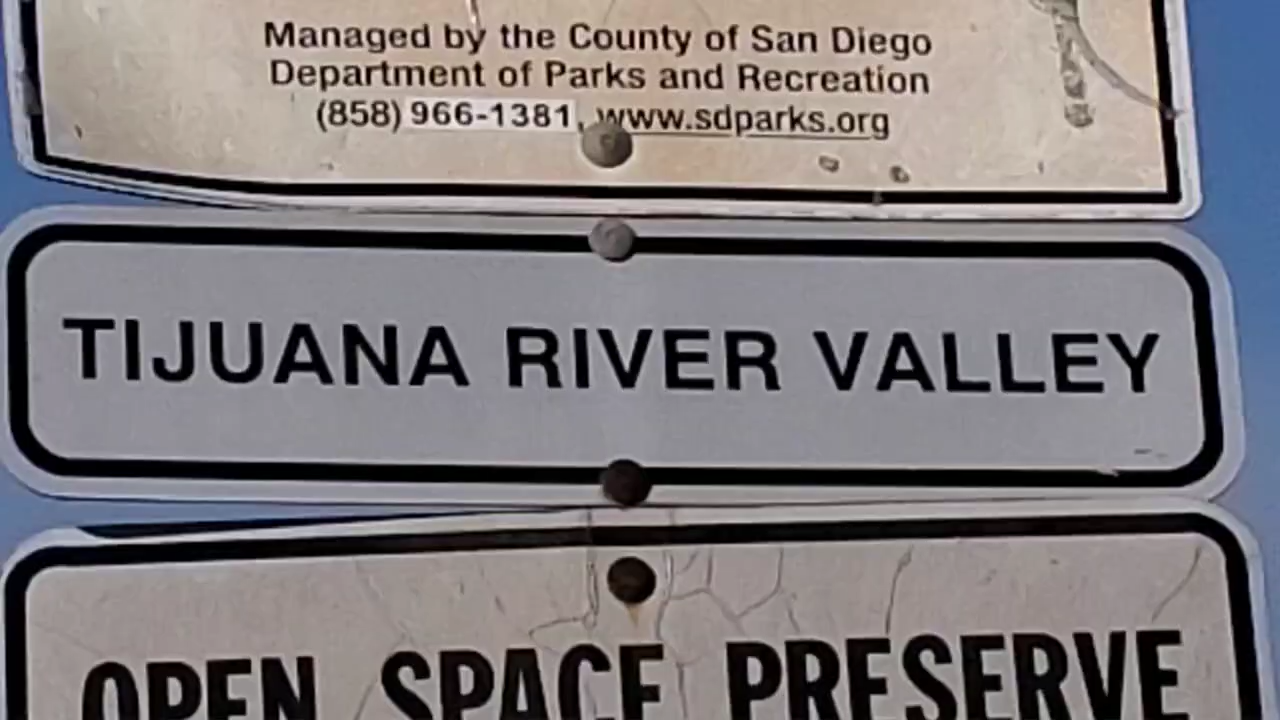 Managed by the County of San Diego
Department of Parks and Recreation
(858) 966-1381, www.sdparks.org
TIJUANA RIVER VALLEY
OPEN SPACE PRESERVE